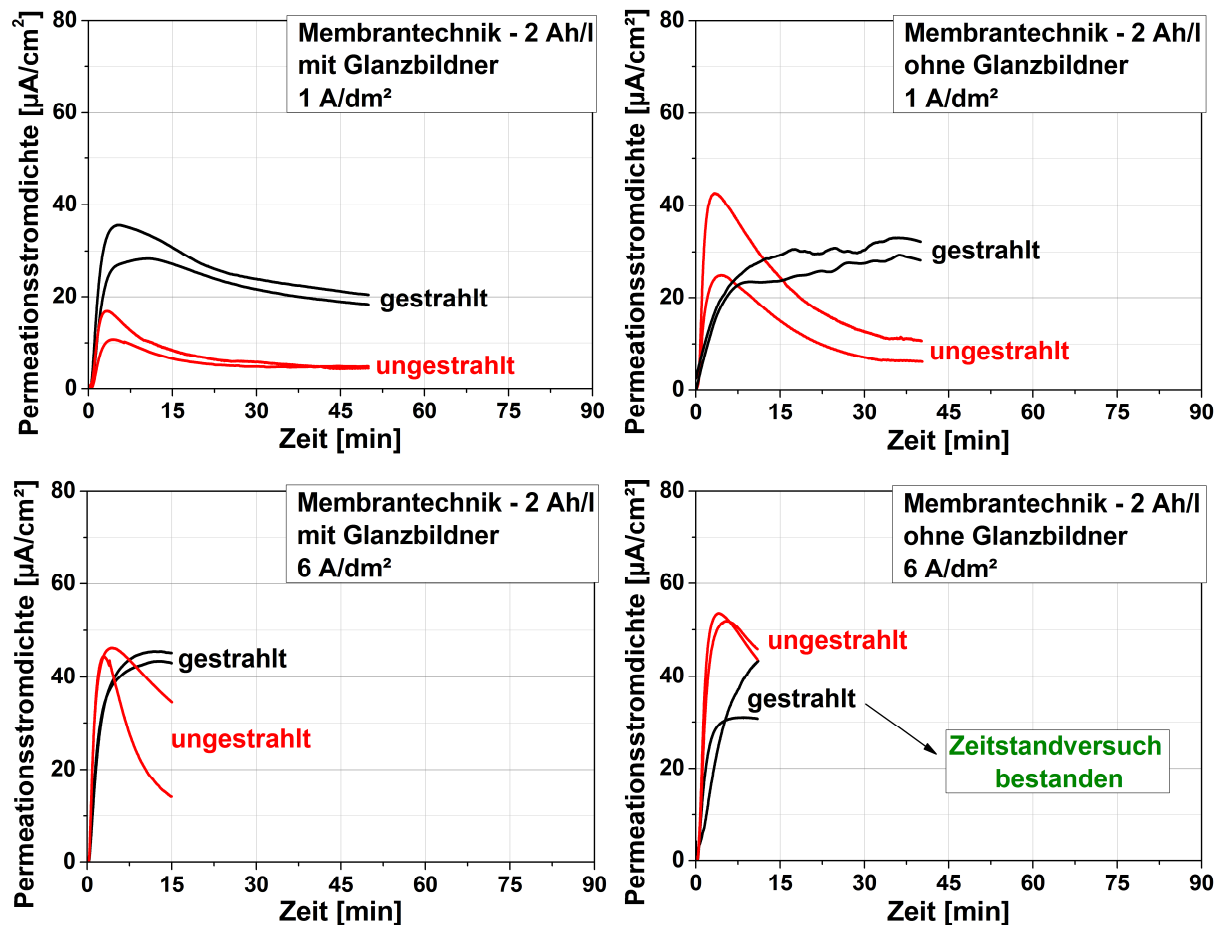 Membrantechnik - 2 Ah/l
mit Glanzbildner
1 A/dm²
Permeationsstromdichte [µA/cm²]
80
60
40
20
0
gestrahlt
ungestrahlt
0 15 30 45 60 75 90
Zeit [min]
Membrantechnik - 2 Ah/l
ohne Glanzbildner
1 A/dm²
Permeationsstromdichte [µA/cm²]
80
60
40
20
0
gestrahlt
ungestrahlt
0 15 30 45 60 75 90
Zeit [min]
Membrantechnik - 2 Ah/l
mit Glanzbildner
6 A/dm²
Permeationsstromdichte [µA/cm²]
80
60
40
20
0
gestrahlt
ungestrahlt
0 15 30 45 60 75 90
Zeit [min]
Membrantechnik - 2 Ah/l
ohne Glanzbildner
6 A/dm²
Permeationsstromdichte [µA/cm²]
80
60
40
20
0
ungestrahlt
gestrahlt
Zeitstandversuch
bestanden
0 15 30 45 60 75 90
Zeit [min]